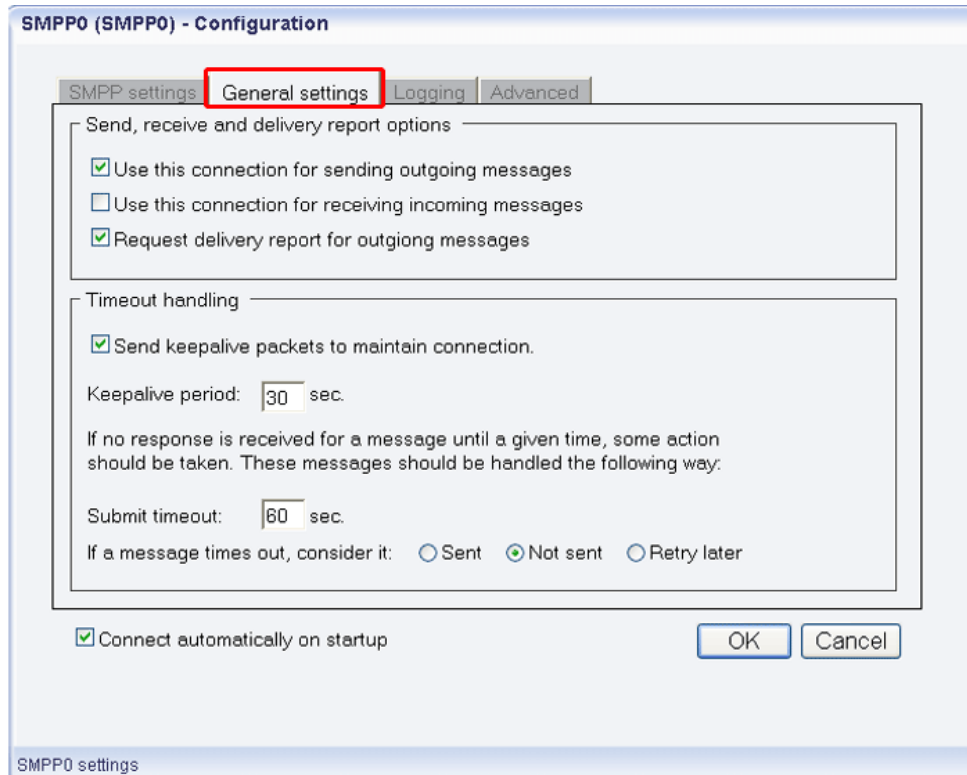 SMPP0 (SMPP0) - Configuration
SMPP settings General settings Logging Advanced
Send, receive and delivery report options
Use this connection for sending outgoing messages
Use this connection for receiving incoming messages
Request delivery report for outgiong messages
Timeout handling
Send keepalive packets to maintain connection.
Keepalive period: 30 sec.
If no response is received for a message until a given time, some action
should be taken. These messages should be handled the following way:
Submit timeout: 60 sec.
If a message times out, consider it: Sent Not sent Retry later
Connect automatically on startup OK Cancel
SMPP0 settings